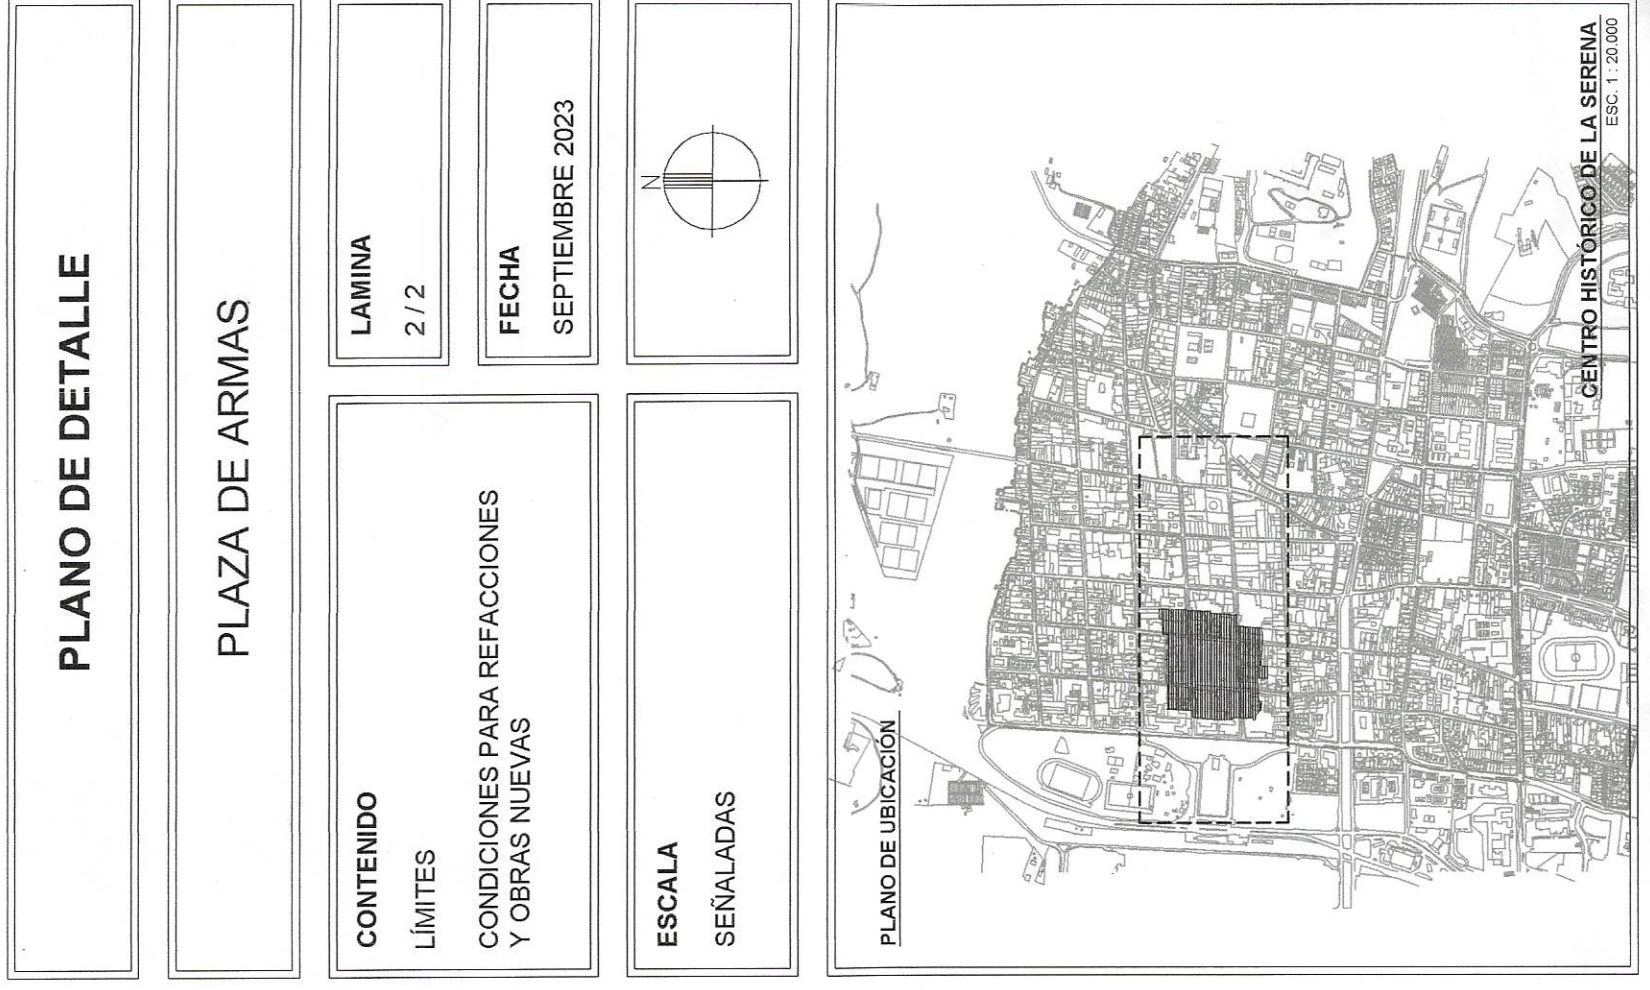 PLANO DE DETALLE
PLAZA DE ARMAS
CONTENIDO
LÍMITES
CONDICIONES PARA REFACCIONES
Y OBRAS NUEVAS
LAMINA
2 / 2
FECHA
SEPTIEMBRE 2023
ESCALA
SEÑALADAS
N
PLANO DE UBICACION
CENTRO HISTÓRICO DE LA SERENA
ESC. 1 : 20.000